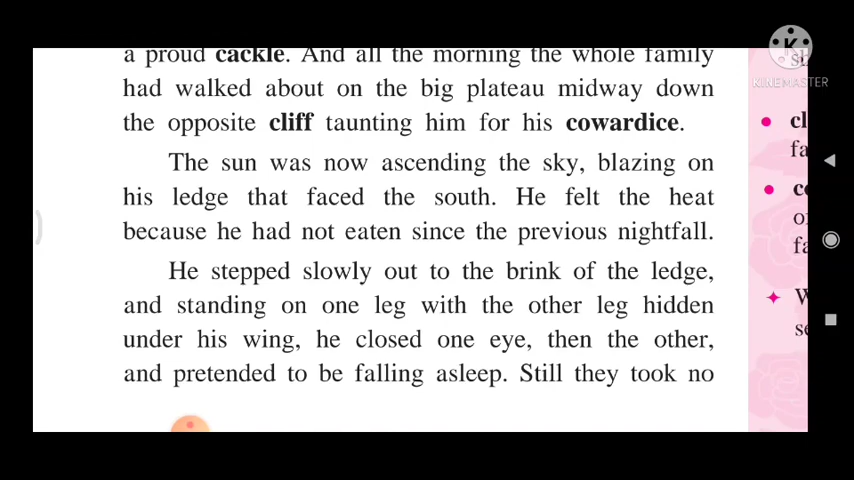 a proud cackle. And all the morning the whole family
had walked about on the big plateau midway down
the opposite cliff taunting him for his cowardice.
The sun was now ascending the sky, blazing on
his ledge that faced the south. He felt the heat
because he had not eaten since the previous nightfall.
He stepped slowly out to the brink of the ledge,
and standing on one leg with the other leg hidden
under his wing, he closed one eye, then the other,
and pretended to be falling asleep. Still they took no
KINEMASTER
cl
fa
fa
W
se